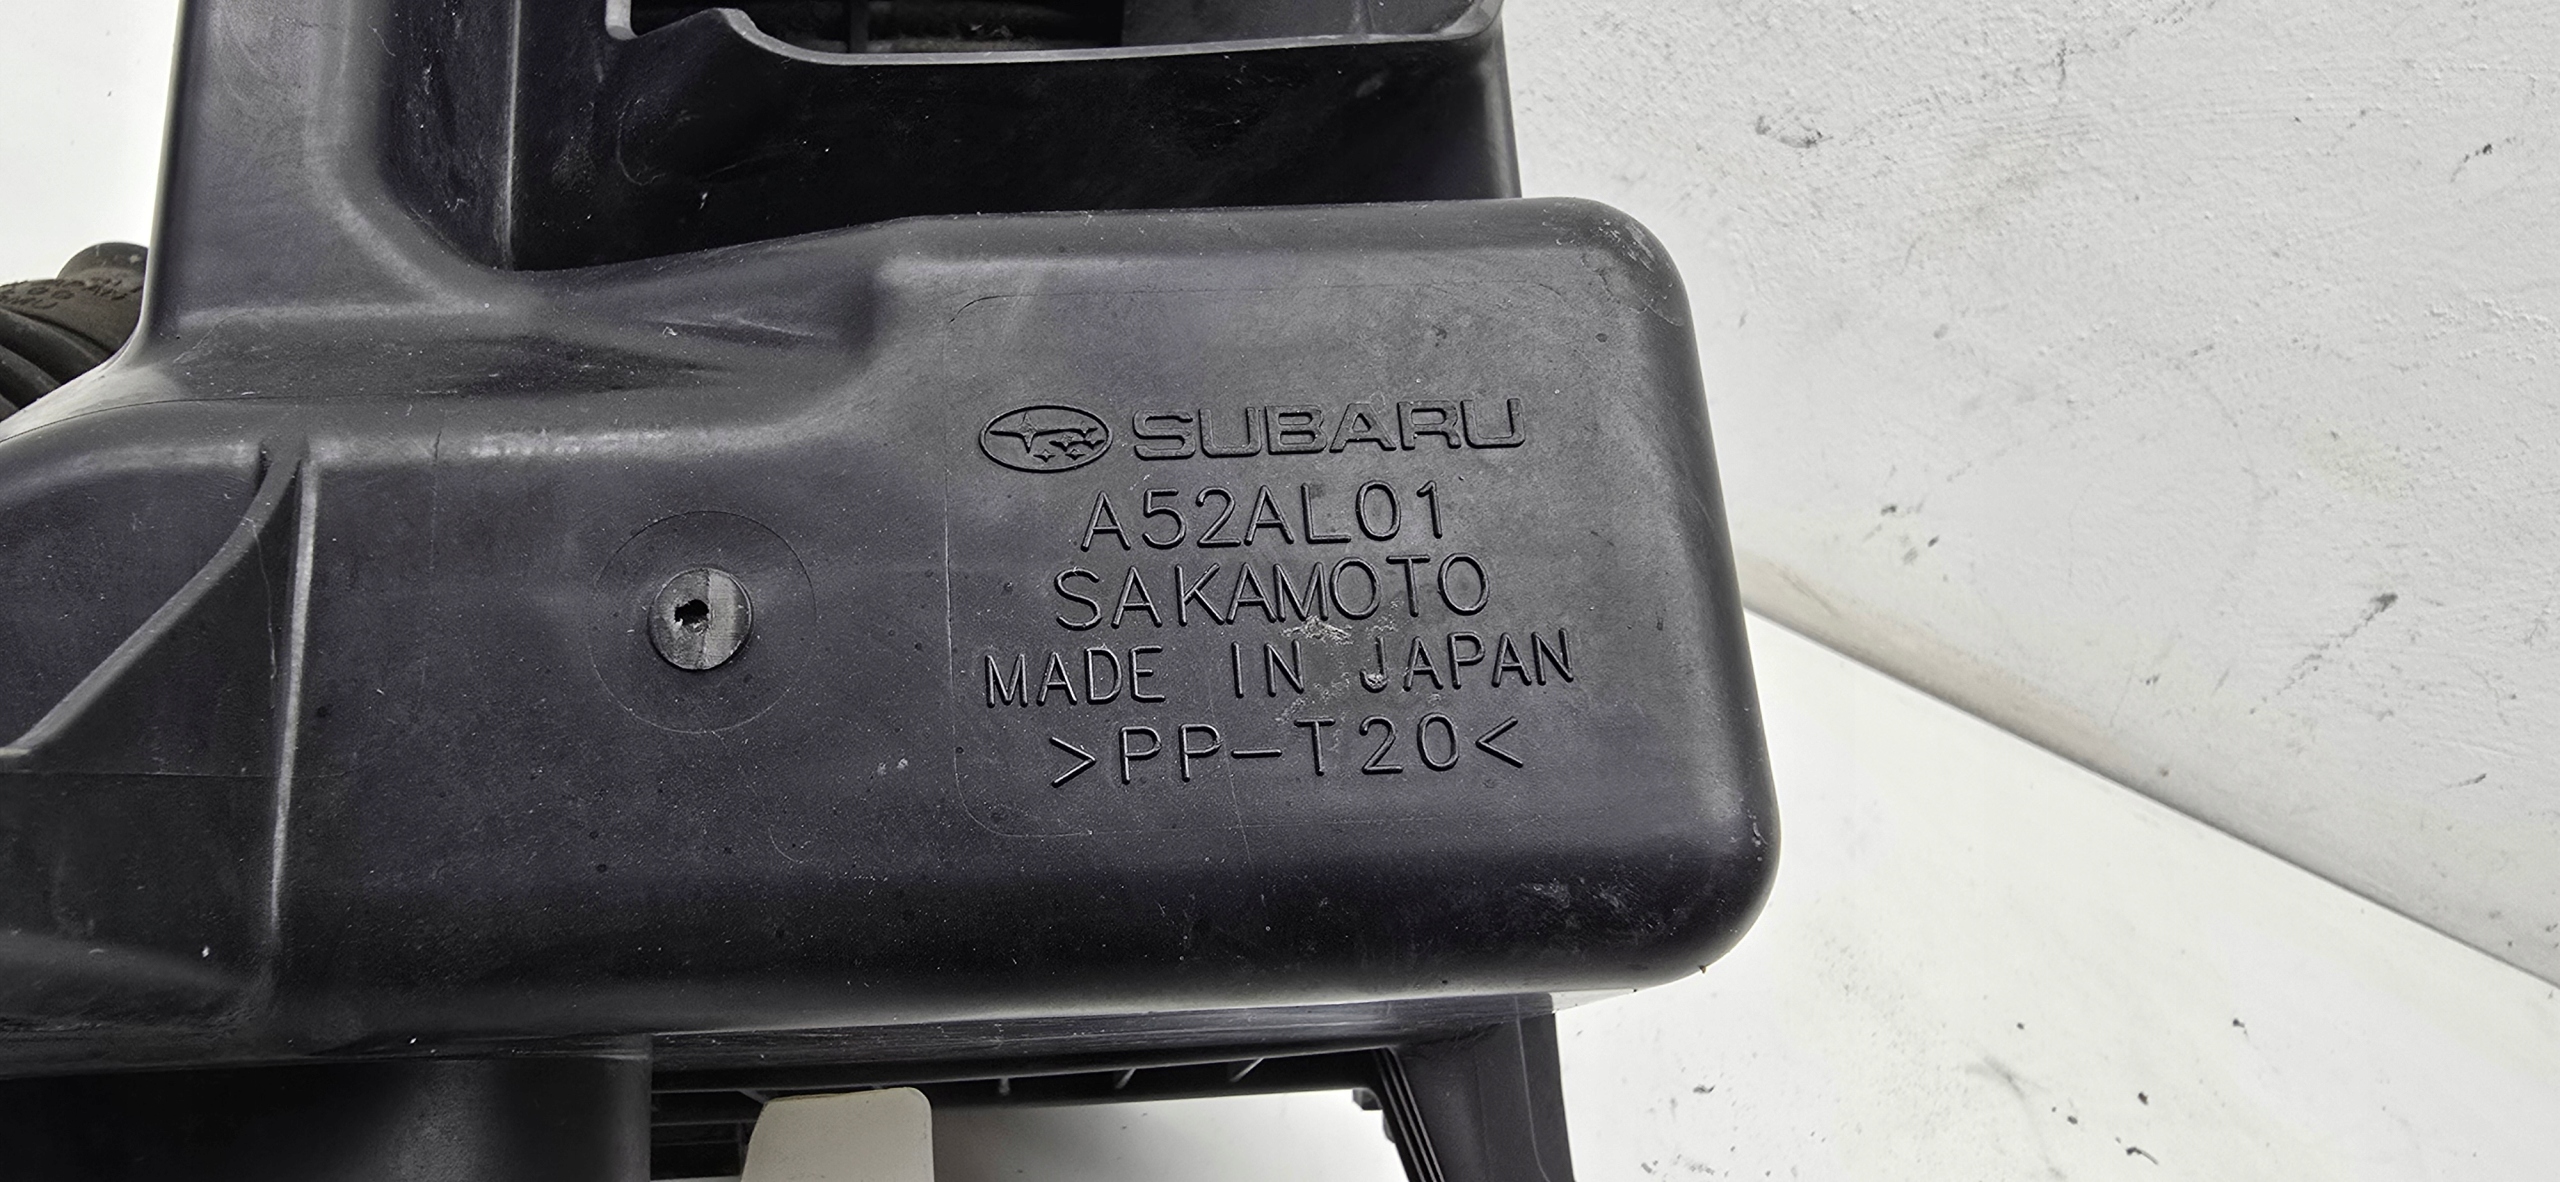 SUBARU
A52AL01
SAKAMOTO
MADE IN JAPAN
>PP-T20<